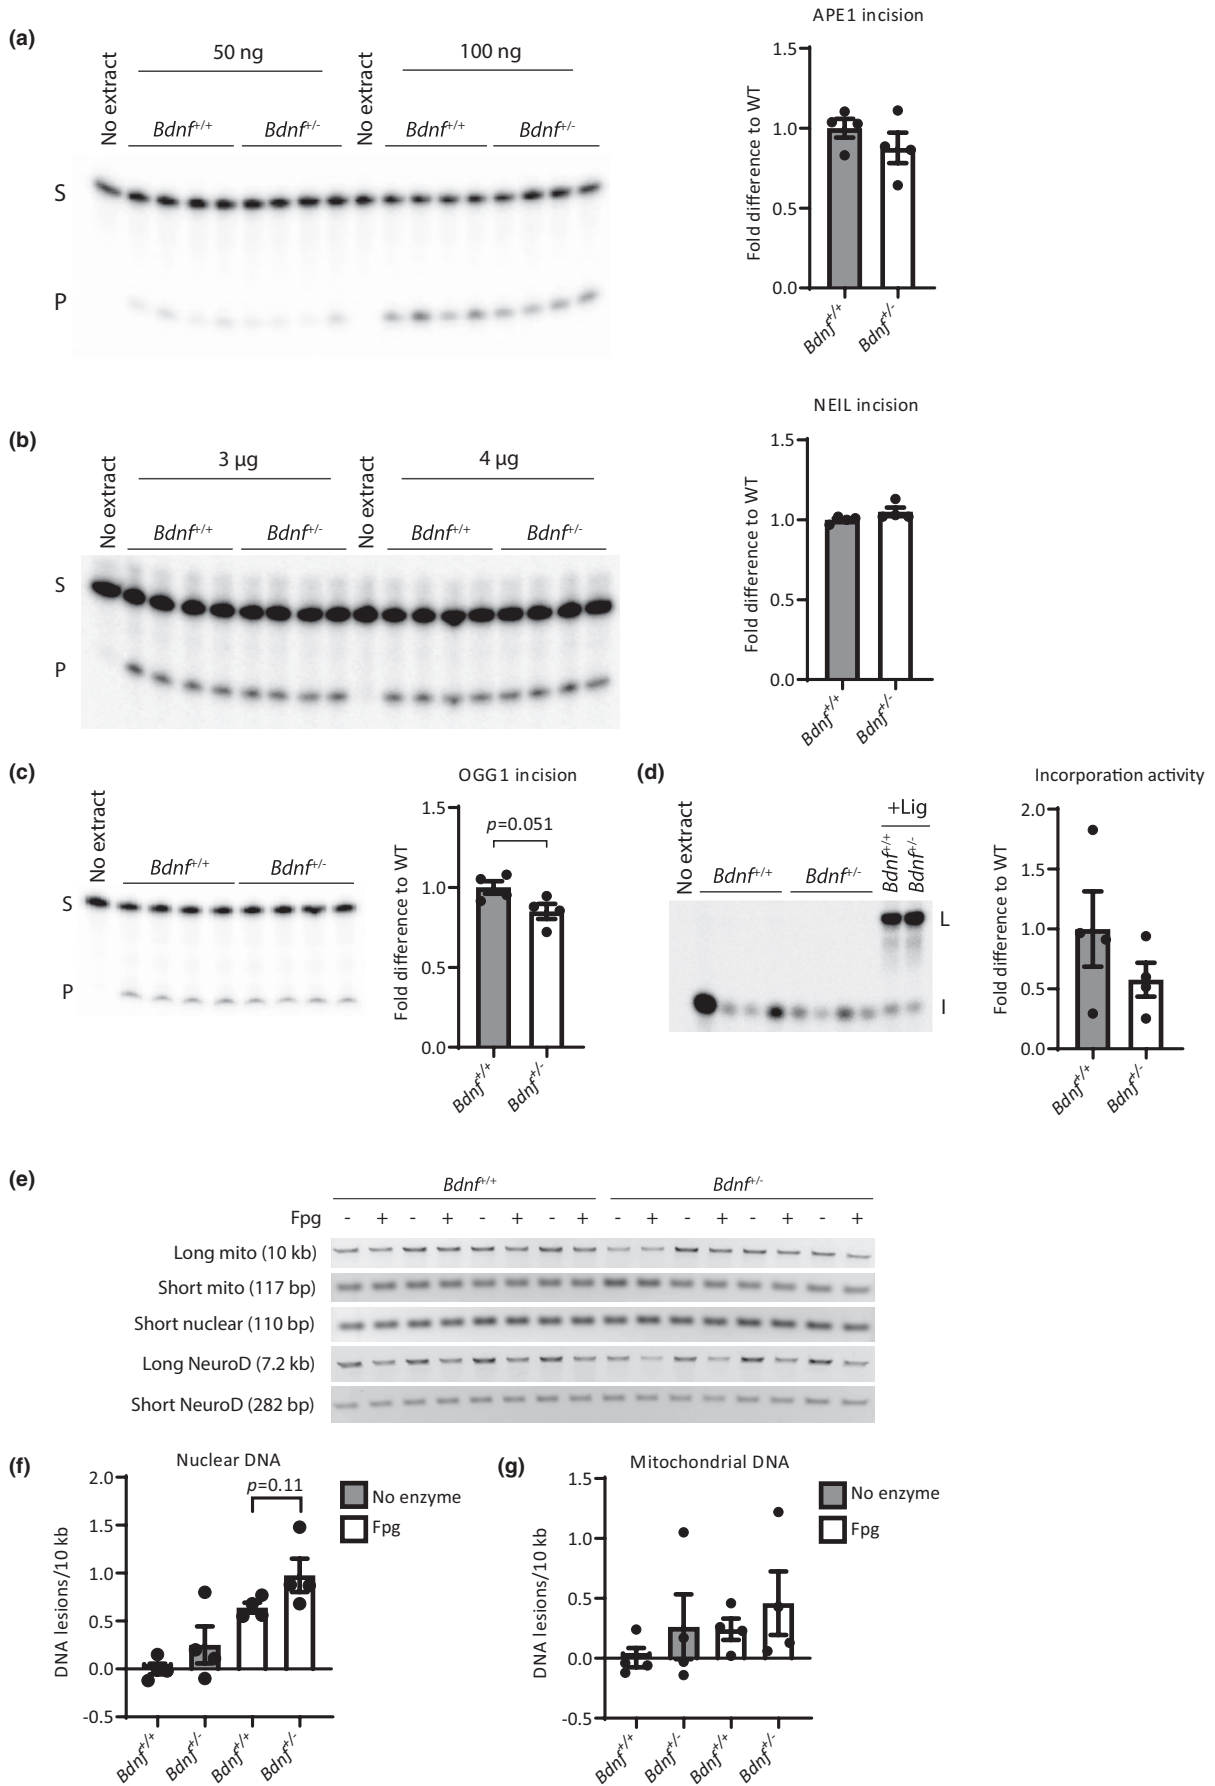 (a)
No extract
50 ng
No extract
100 ng
Bdnf+/+
Bdnf+/-
Bdnf+/+
Bdnf+/-
S
P
APE1 incision
Fold difference to WT
1.5
1.0
0.5
0.0
Bdnf+/+
Bdnf+/-
(b)
No extract
3 µg
No extract
4 µg
Bdnf+/+
Bdnf+/-
Bdnf+/+
Bdnf+/-
S
P
NEIL incision
Fold difference to WT
1.5
1.0
0.5
0.0
Bdnf+/+
Bdnf+/-
(c)
No extract
Bdnf+/+
Bdnf+/-
S
P
OGG1 incision
Fold difference to WT
1.5
1.0
0.5
0.0
p=0.051
Bdnf+/+
Bdnf+/-
(d)
No extract
Bdnf+/+
Bdnf+/-
+Lig
Bdnf+/+
Bdnf+/-
L
I
Incorporation activity
Fold difference to WT
2.0
1.5
1.0
0.5
0.0
Bdnf+/+
Bdnf+/-
(e)
Bdnf+/+
Bdnf+/-
Fpg - + - + - + - + - + - + - + - +
Long mito (10 kb)
Short mito (117 bp)
Short nuclear (110 bp)
Long NeuroD (7.2 kb)
Short NeuroD (282 bp)
(f)
Nuclear DNA
DNA lesions/10 kb
2.0
1.5
1.0
0.5
0.0
-0.5
p=0.11
No enzyme
Fpg
Bdnf+/+
Bdnf+/-
Bdnf+/+
Bdnf+/-
(g)
Mitochondrial DNA
DNA lesions/10 kb
1.5
1.0
0.5
0.0
-0.5
No enzyme
Fpg
Bdnf+/+
Bdnf+/-
Bdnf+/+
Bdnf+/-